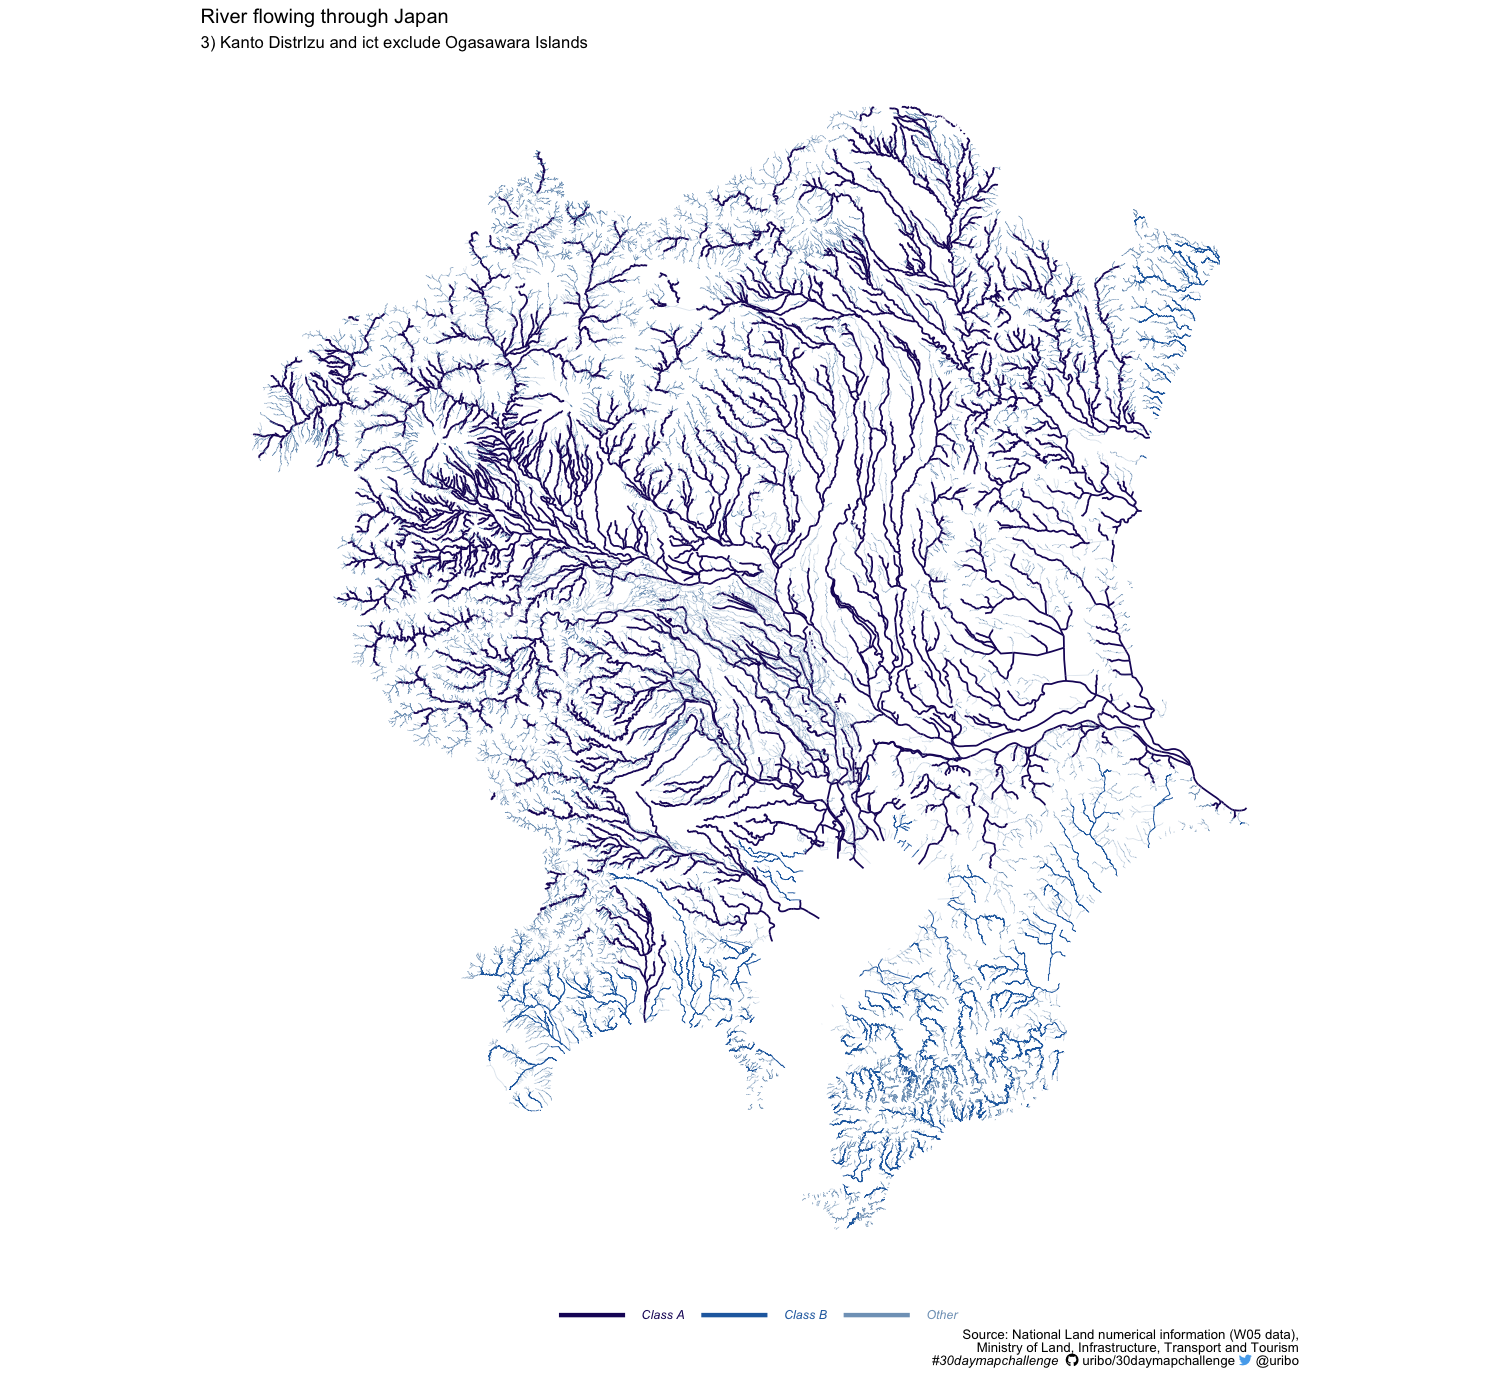 River flowing through Japan
3) Kanto DistrIzu and ict exclude Ogasawara Islands
Class A Class B Other
Source: National Land numerical information (W05 data),
Ministry of Land, Infrastructure, Transport and Tourism
#30daymapchallenge uribo/30daymapchallenge @uribo